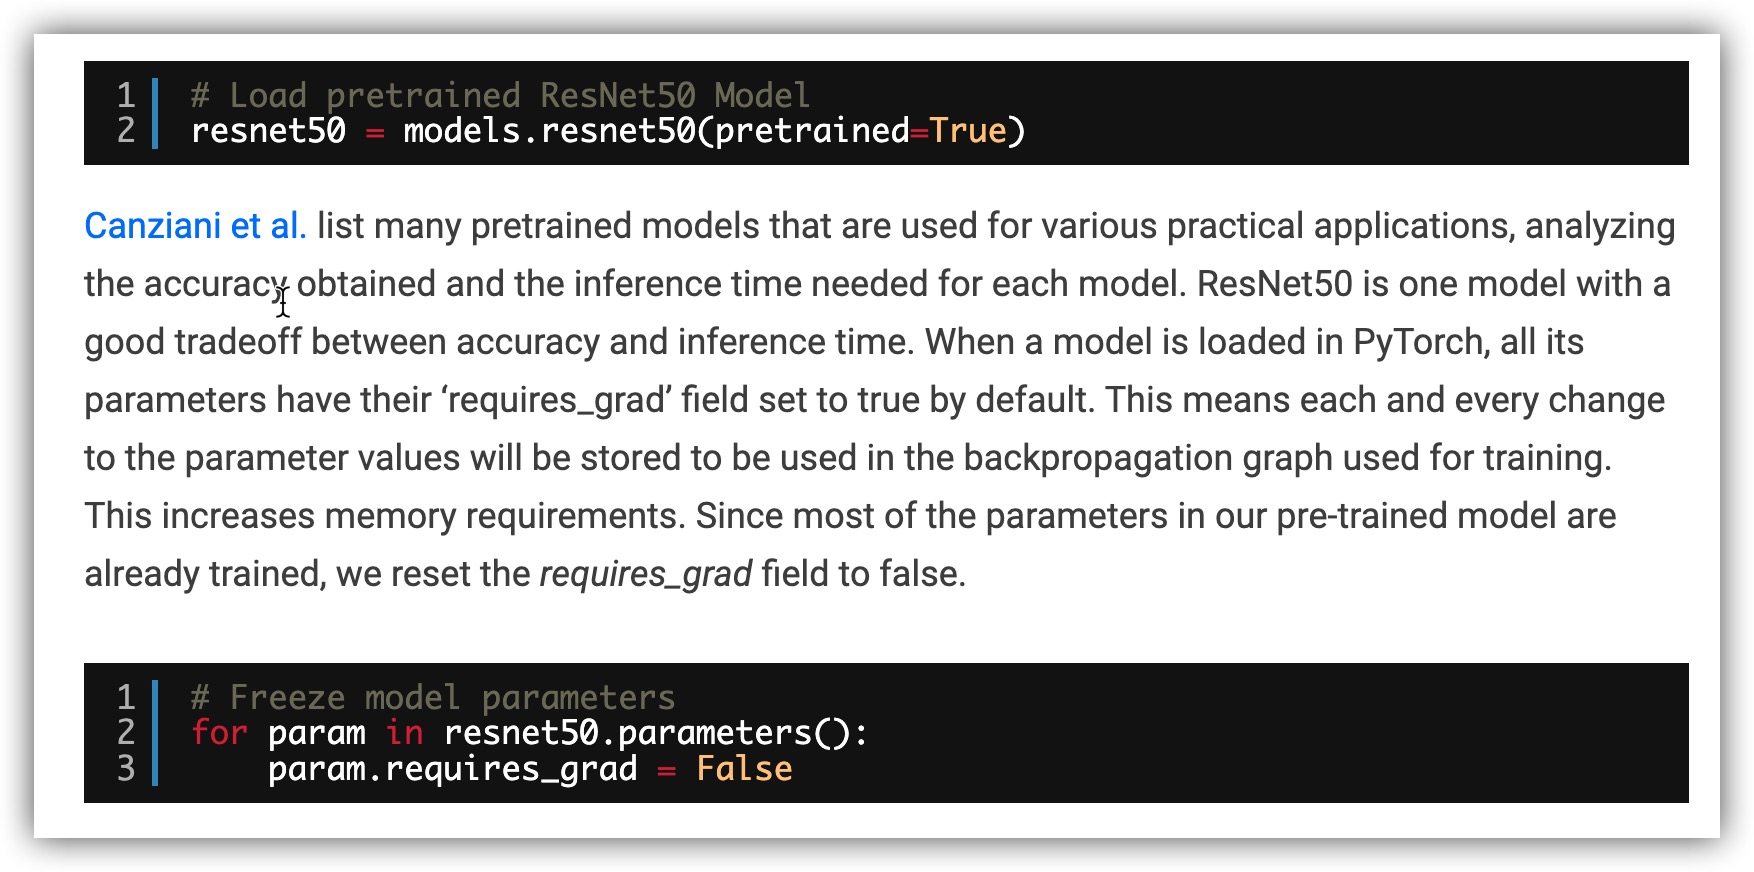 1 # Load pretrained ResNet50 Model
2 resnet50 = models.resnet50(pretrained=True)
Canziani et al. list many pretrained models that are used for various practical applications, analyzing
the accuracy obtained and the inference time needed for each model. ResNet50 is one model with a
good tradeoff between accuracy and inference time. When a model is loaded in PyTorch, all its
parameters have their ‘requires_grad’ field set to true by default. This means each and every change
to the parameter values will be stored to be used in the backpropagation graph used for training.
This increases memory requirements. Since most of the parameters in our pre-trained model are
already trained, we reset the requires_grad field to false.
1 # Freeze model parameters
2 for param in resnet50.parameters():
3     param.requires_grad = False